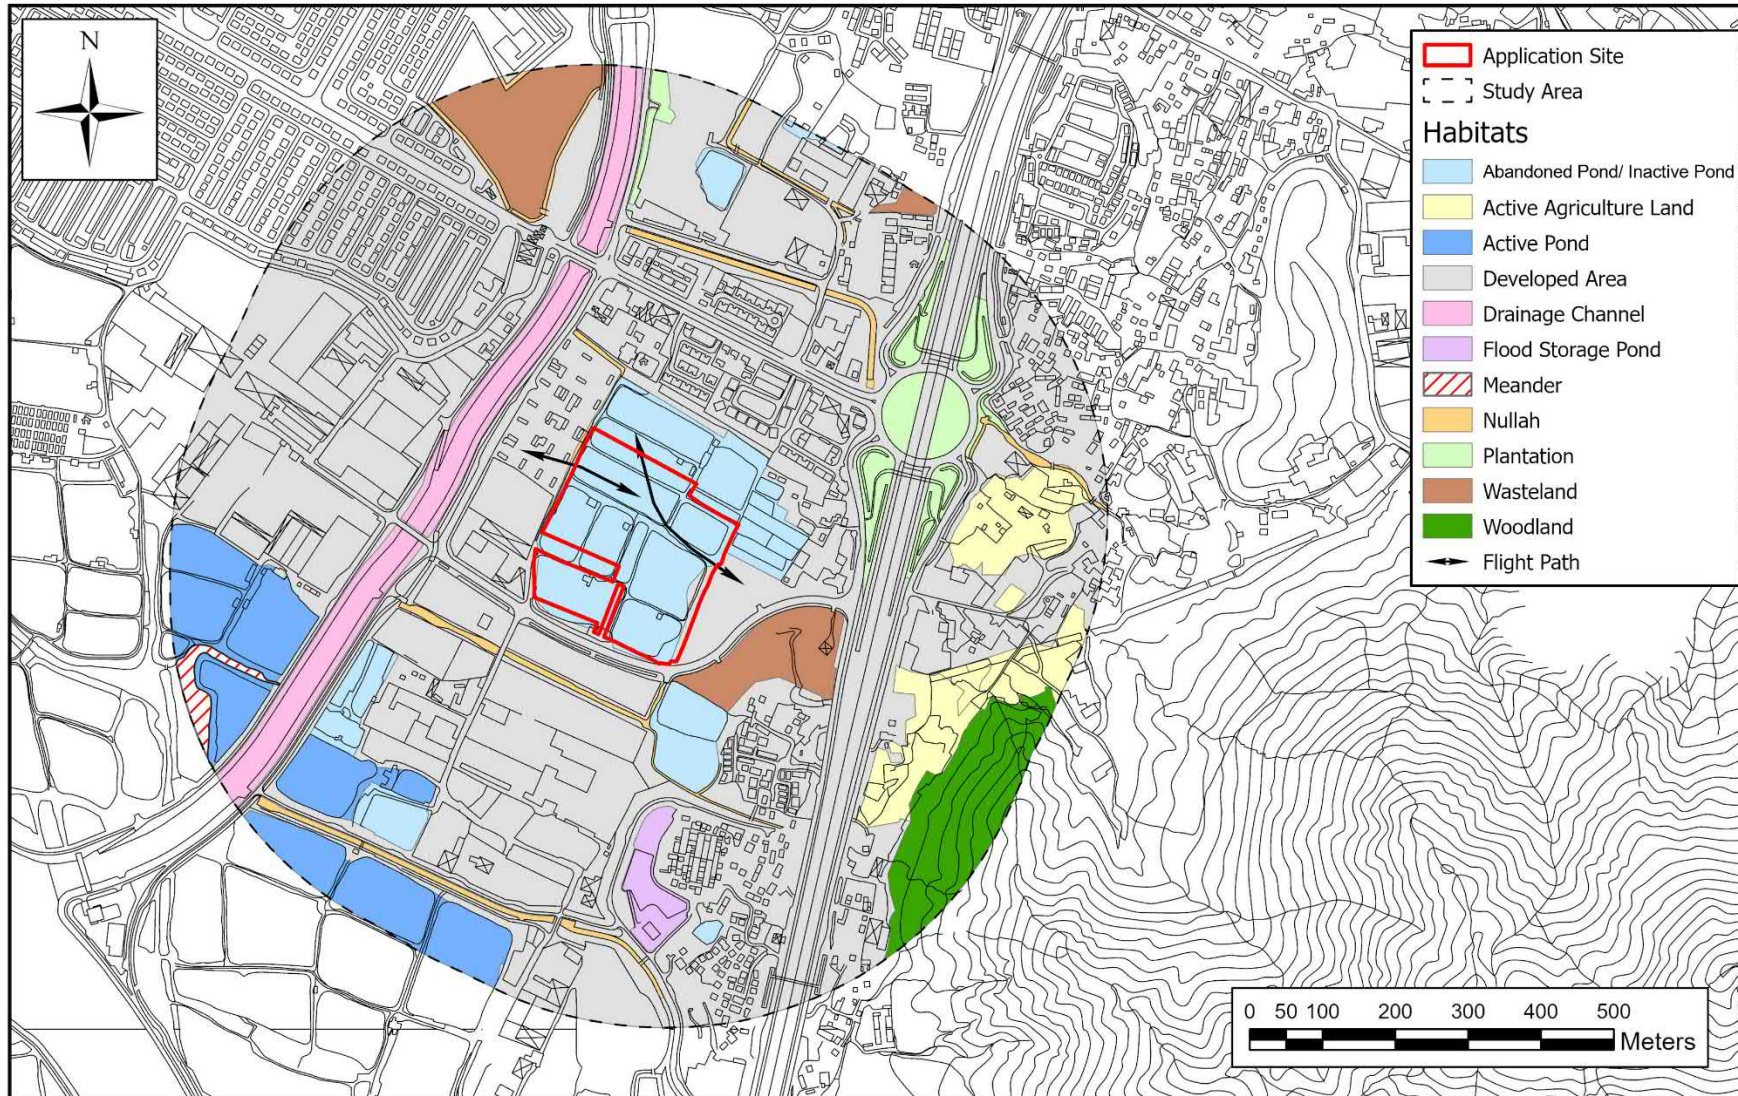 N
Application Site
Study Area
Habitats
Abandoned Pond/ Inactive Pond
Active Agriculture Land
Active Pond
Developed Area
Drainage Channel
Flood Storage Pond
Meander
Nullah
Plantation
Wasteland
Woodland
Flight Path
0 50 100 200 300 400 500
Meters